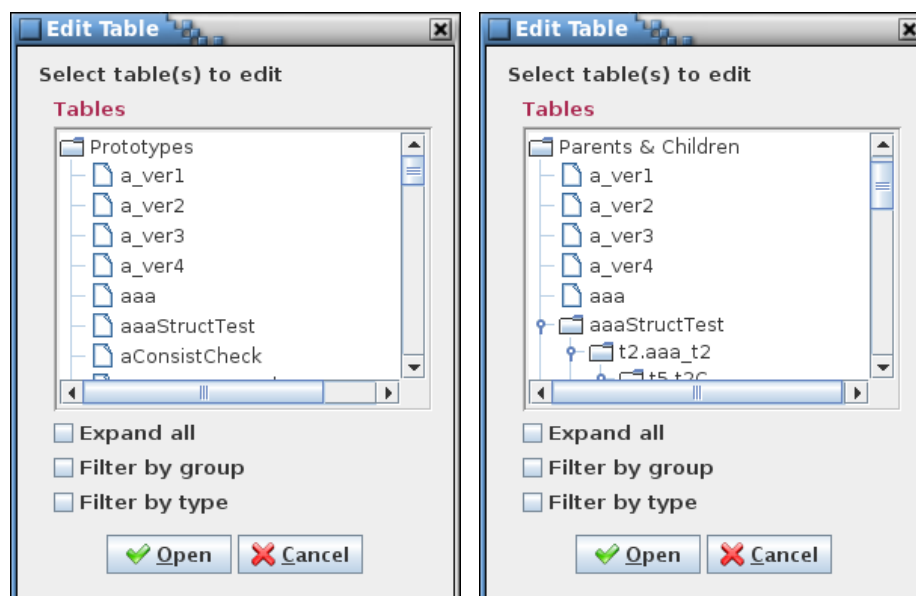 Edit Table
Select table(s) to edit
Tables
Prototypes
a_ver1
a_ver2
a_ver3
a_ver4
aaa
aaaStructTest
aConsistCheck
Expand all
Filter by group
Filter by type
Open
Cancel
Edit Table
Select table(s) to edit
Tables
Parents & Children
a_ver1
a_ver2
a_ver3
a_ver4
aaa
aaaStructTest
t2.aaa_t2
Expand all
Filter by group
Filter by type
Open
Cancel